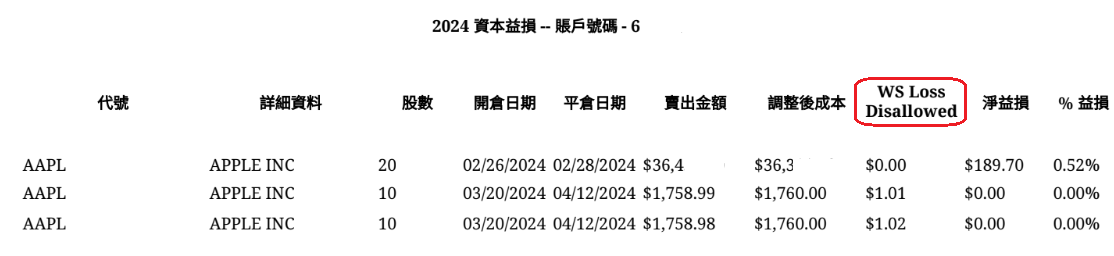 2024 資本益損 -- 賬戶號碼 - 6
代號 詳細資料 股數 開倉日期 平倉日期 賣出金額 調整後成本 WS Loss Disallowed 淨益損 % 益損
AAPL APPLE INC 20 02/26/2024 02/28/2024 $36,4 $36,3 $0.00 $189.70 0.52%
AAPL APPLE INC 10 03/20/2024 04/12/2024 $1,758.99 $1,760.00 $1.01 $0.00 0.00%
AAPL APPLE INC 10 03/20/2024 04/12/2024 $1,758.98 $1,760.00 $1.02 $0.00 0.00%